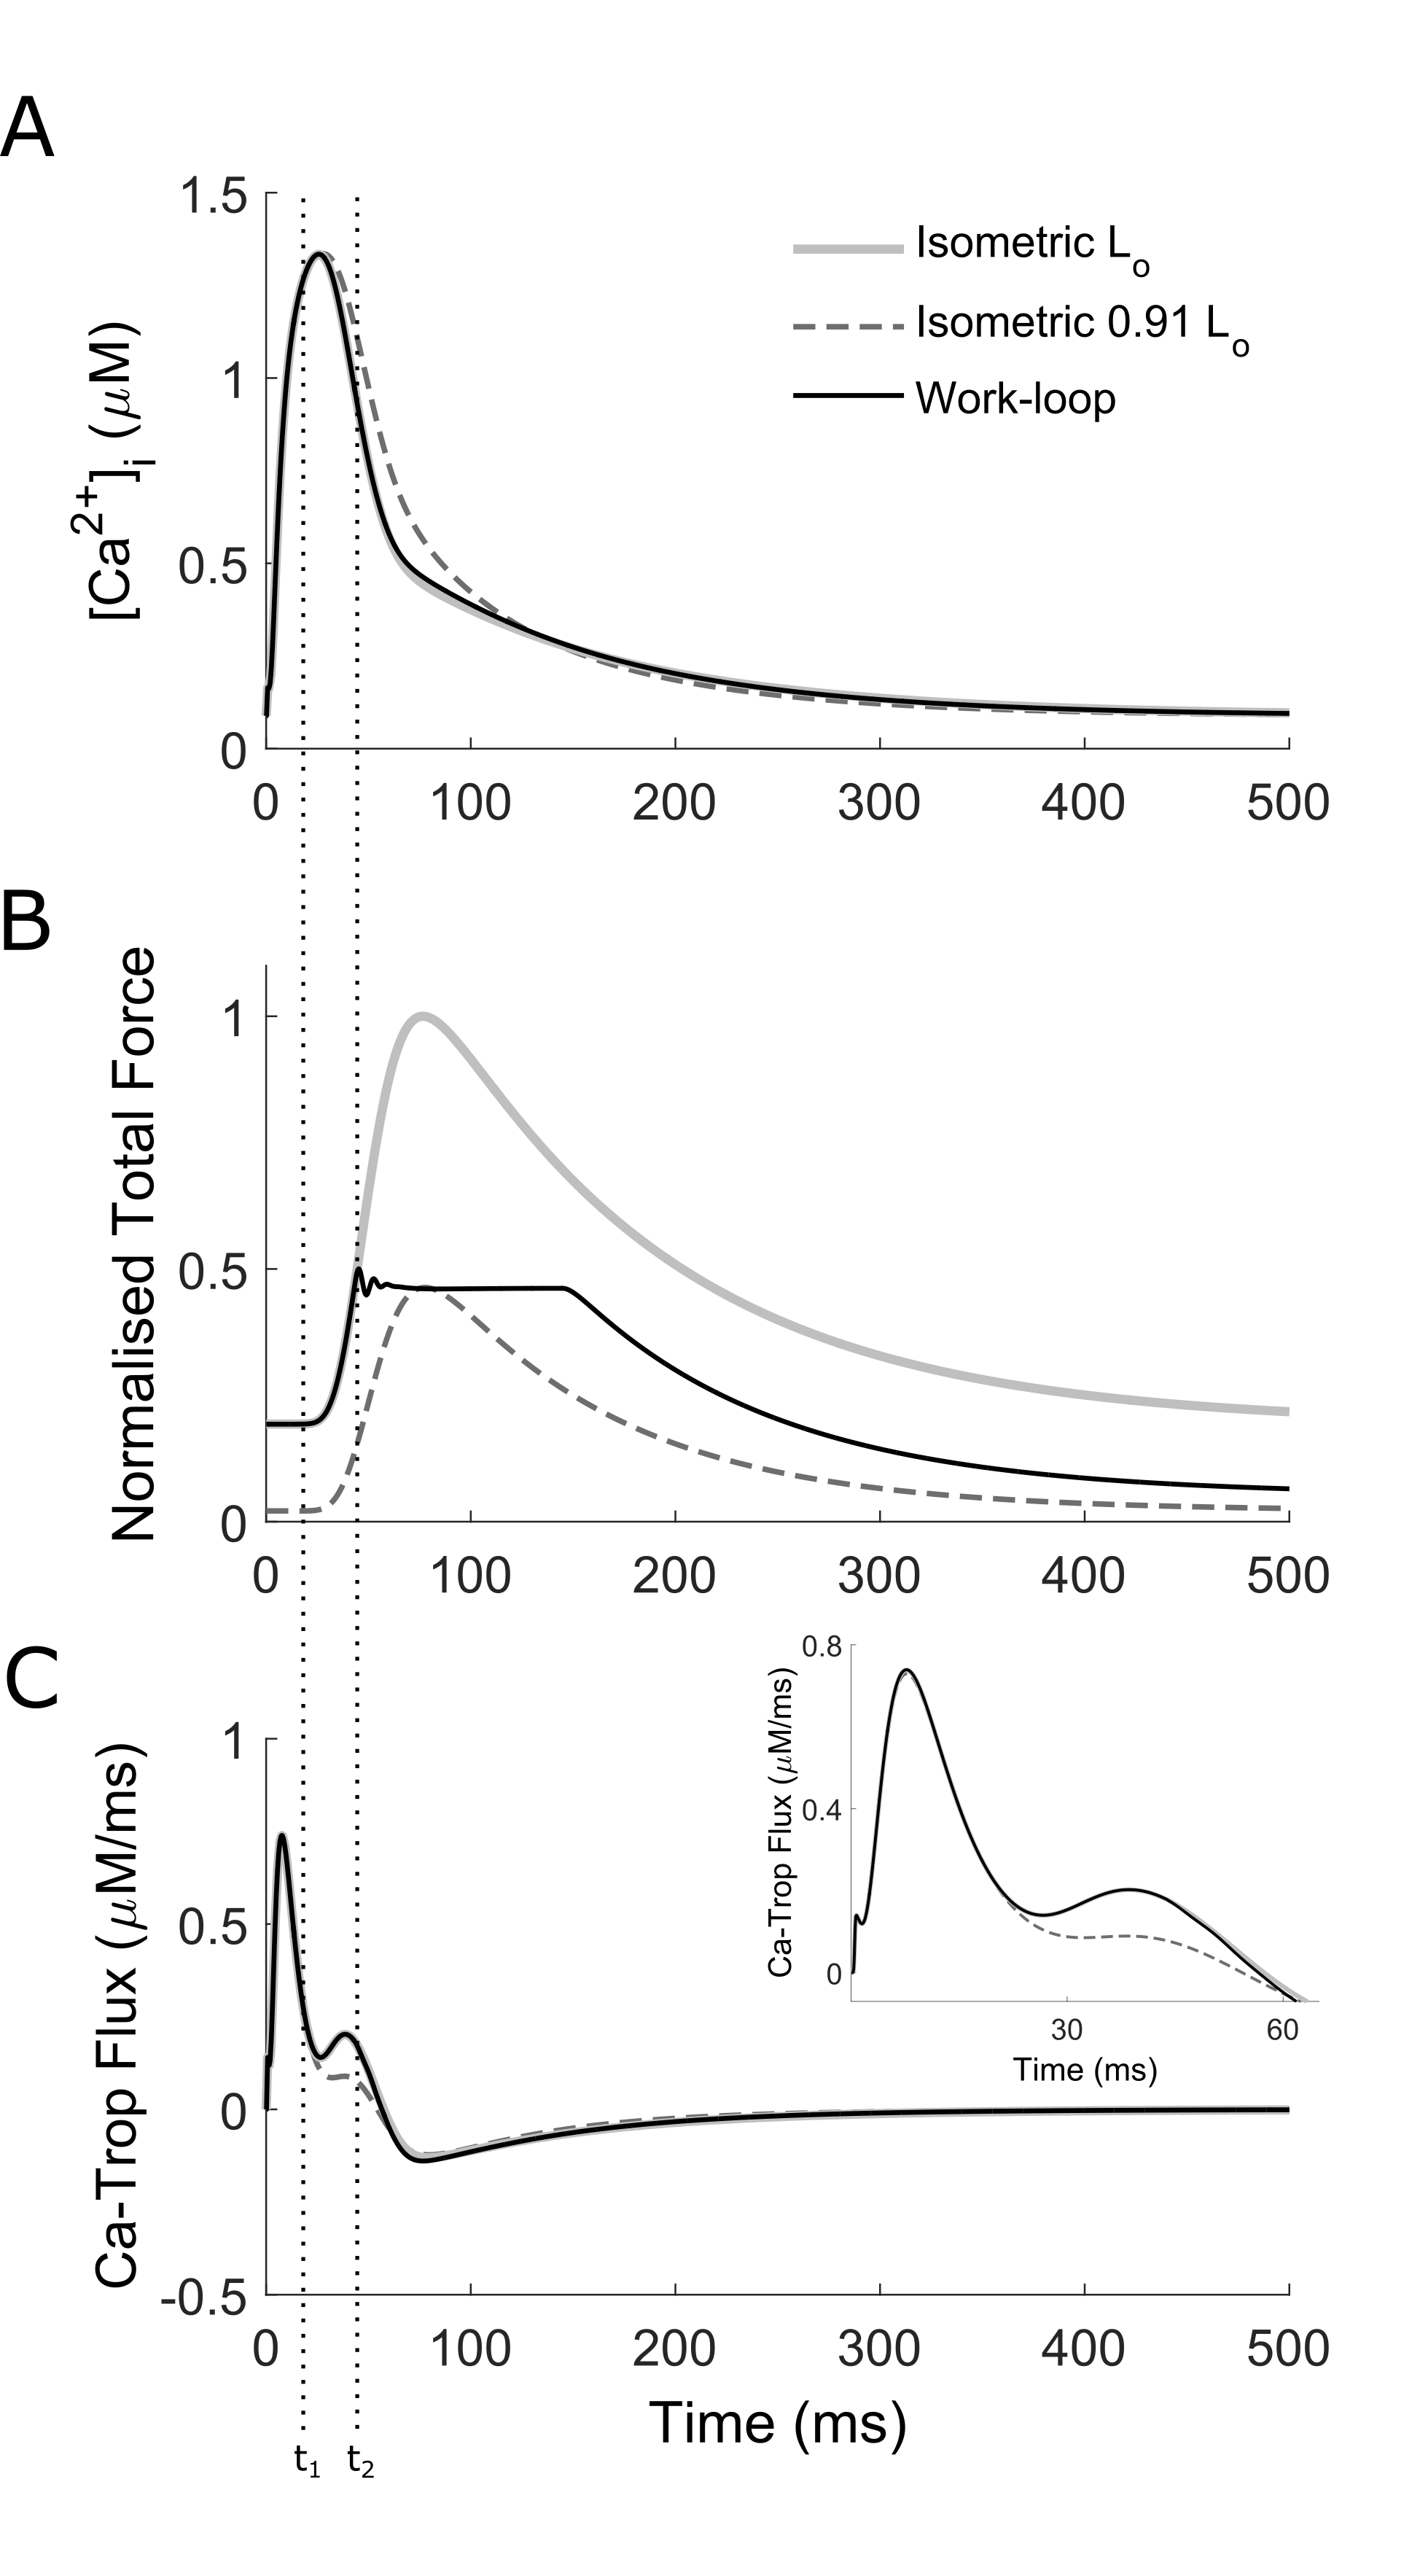 A
[Ca2+]i (μM)
1.5
1
0.5
0
0 100 200 300 400 500
Isometric Lo
Isometric 0.91 Lo
Work-loop
B
Normalised Total Force
1
0.5
0
0 100 200 300 400 500
C
Ca-Trop Flux (μM/ms)
1
0.5
0
-0.5
0 100 200 300 400 500
Time (ms)
t1 t2
Ca-Trop Flux (μM/ms)
0.8
0.4
0
30 60
Time (ms)